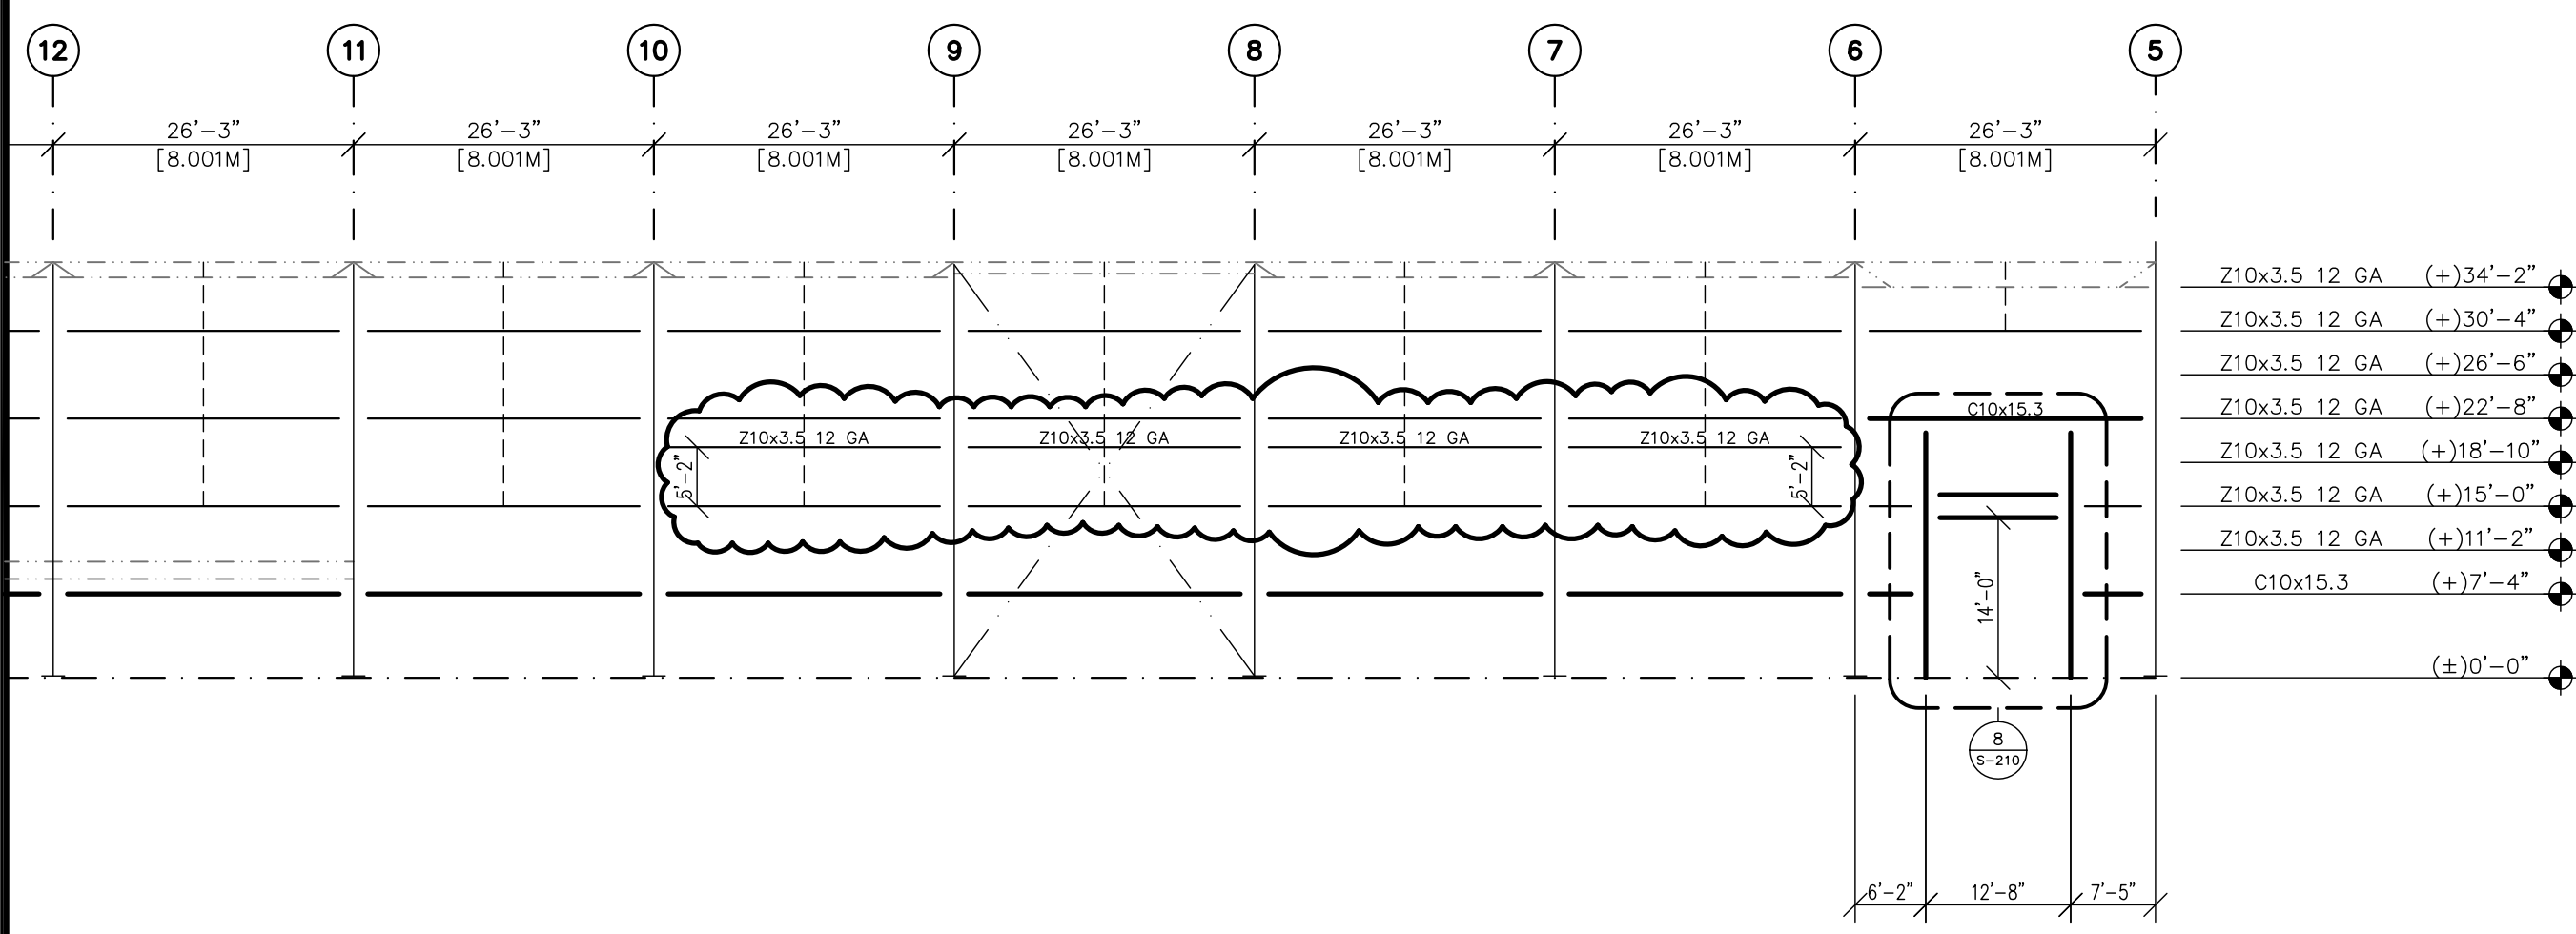 12 11 10 9 8 7 6 5
26'-3" 26'-3" 26'-3" 26'-3" 26'-3" 26'-3" 26'-3"
[8.001M] [8.001M] [8.001M] [8.001M] [8.001M] [8.001M] [8.001M]
Z10x3.5 12 GA (+)34'-2"
Z10x3.5 12 GA (+)30'-4"
Z10x3.5 12 GA (+)26'-6"
C10x15.3 Z10x3.5 12 GA (+)22'-8"
Z10x3.5 12 GA Z10x3.5 12 GA Z10x3.5 12 GA Z10x3.5 12 GA
Z10x3.5 12 GA (+)18'-10"
5'-2" 5'-2"
Z10x3.5 12 GA (+)15'-0"
Z10x3.5 12 GA (+)11'-2"
14'-0"
C10x15.3 (+)7'-4"
(±)0'-0"
8
S-210
6'-2" 12'-8" 7'-5"